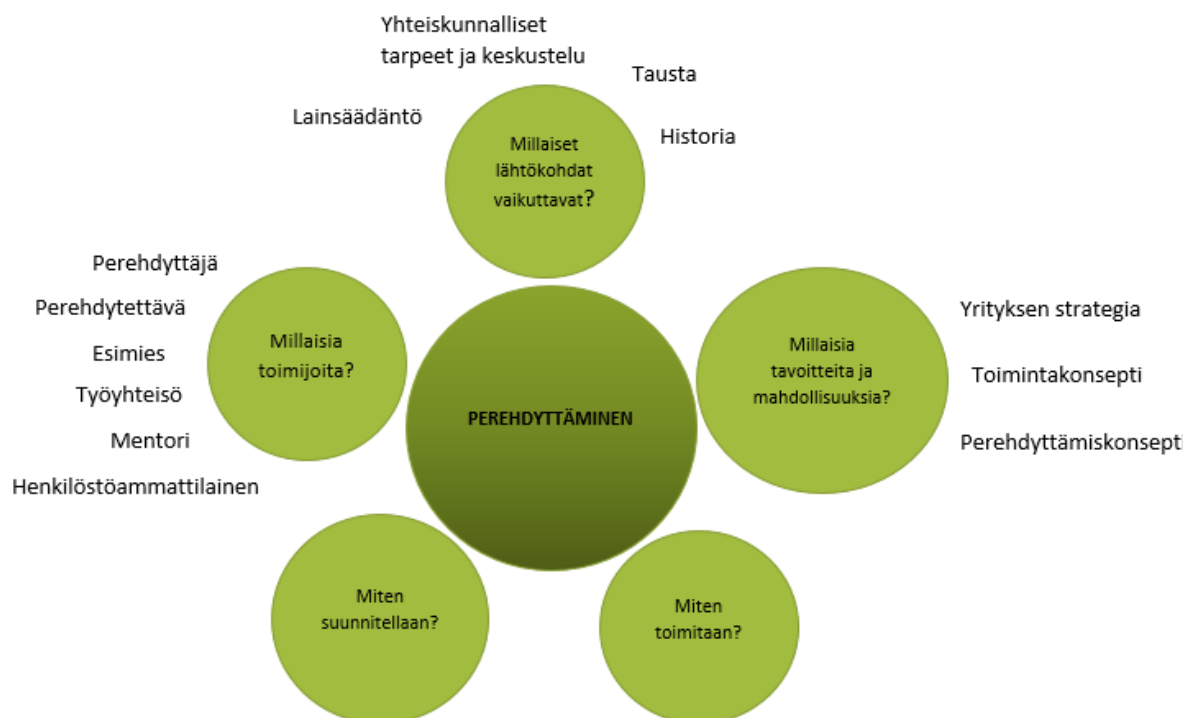 Yhteiskunnalliset
tarpeet ja keskustelu
Tausta
Lainsäädäntö
Historia
Millaiset
lähtökohdat
vaikuttavat?
Perehdyttäjä
Perehdytettävä
Esimies
Työyhteisö
Mentori
Henkilöstöammattilainen
Millaisia
toimijoita?
PEREHDYTTÄMINEN
Millaisia
tavoitteita ja
mahdollisuuksia?
Yrityksen strategia
Toimintakonsepti
Perehdyttämiskonsepti
Miten
suunnitellaan?
Miten
toimitaan?